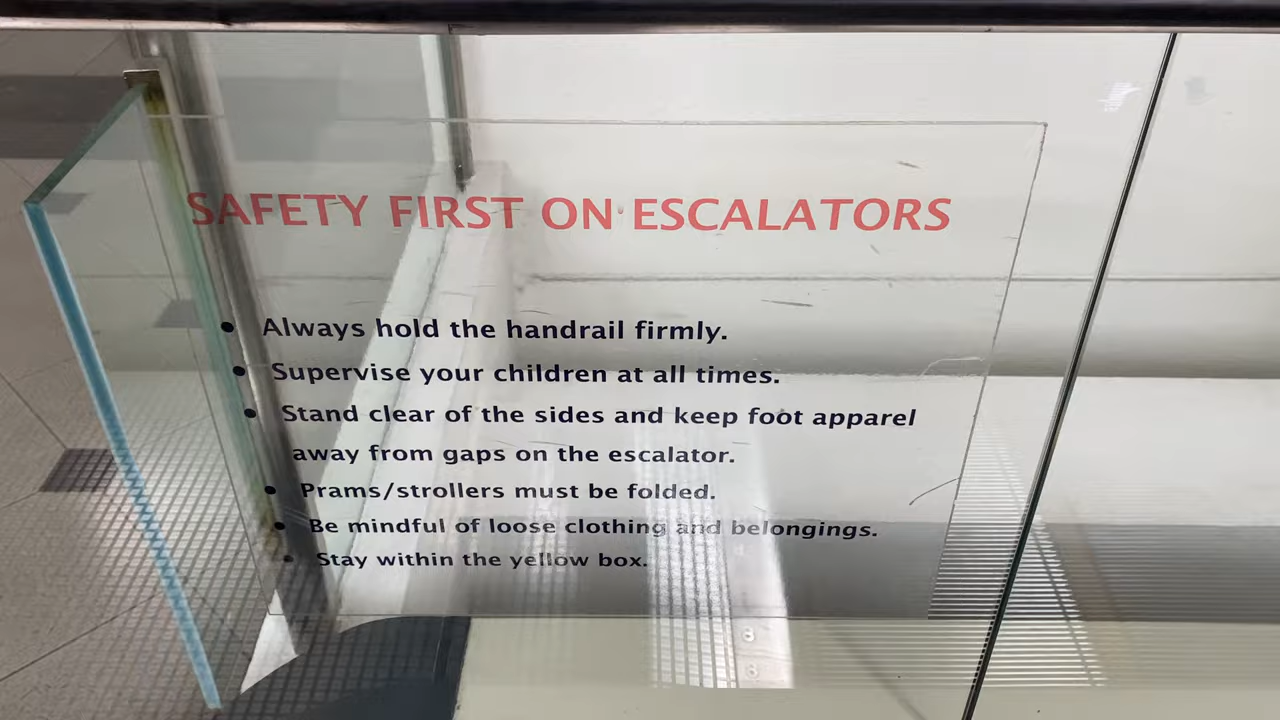 SAFETY FIRST ON ESCALATORS
• Always hold the handrail firmly.
• Supervise your children at all times.
• Stand clear of the sides and keep foot apparel
away from gaps on the escalator.
• Prams/strollers must be folded.
• Be mindful of loose clothing and belongings.
• Stay within the yellow box.